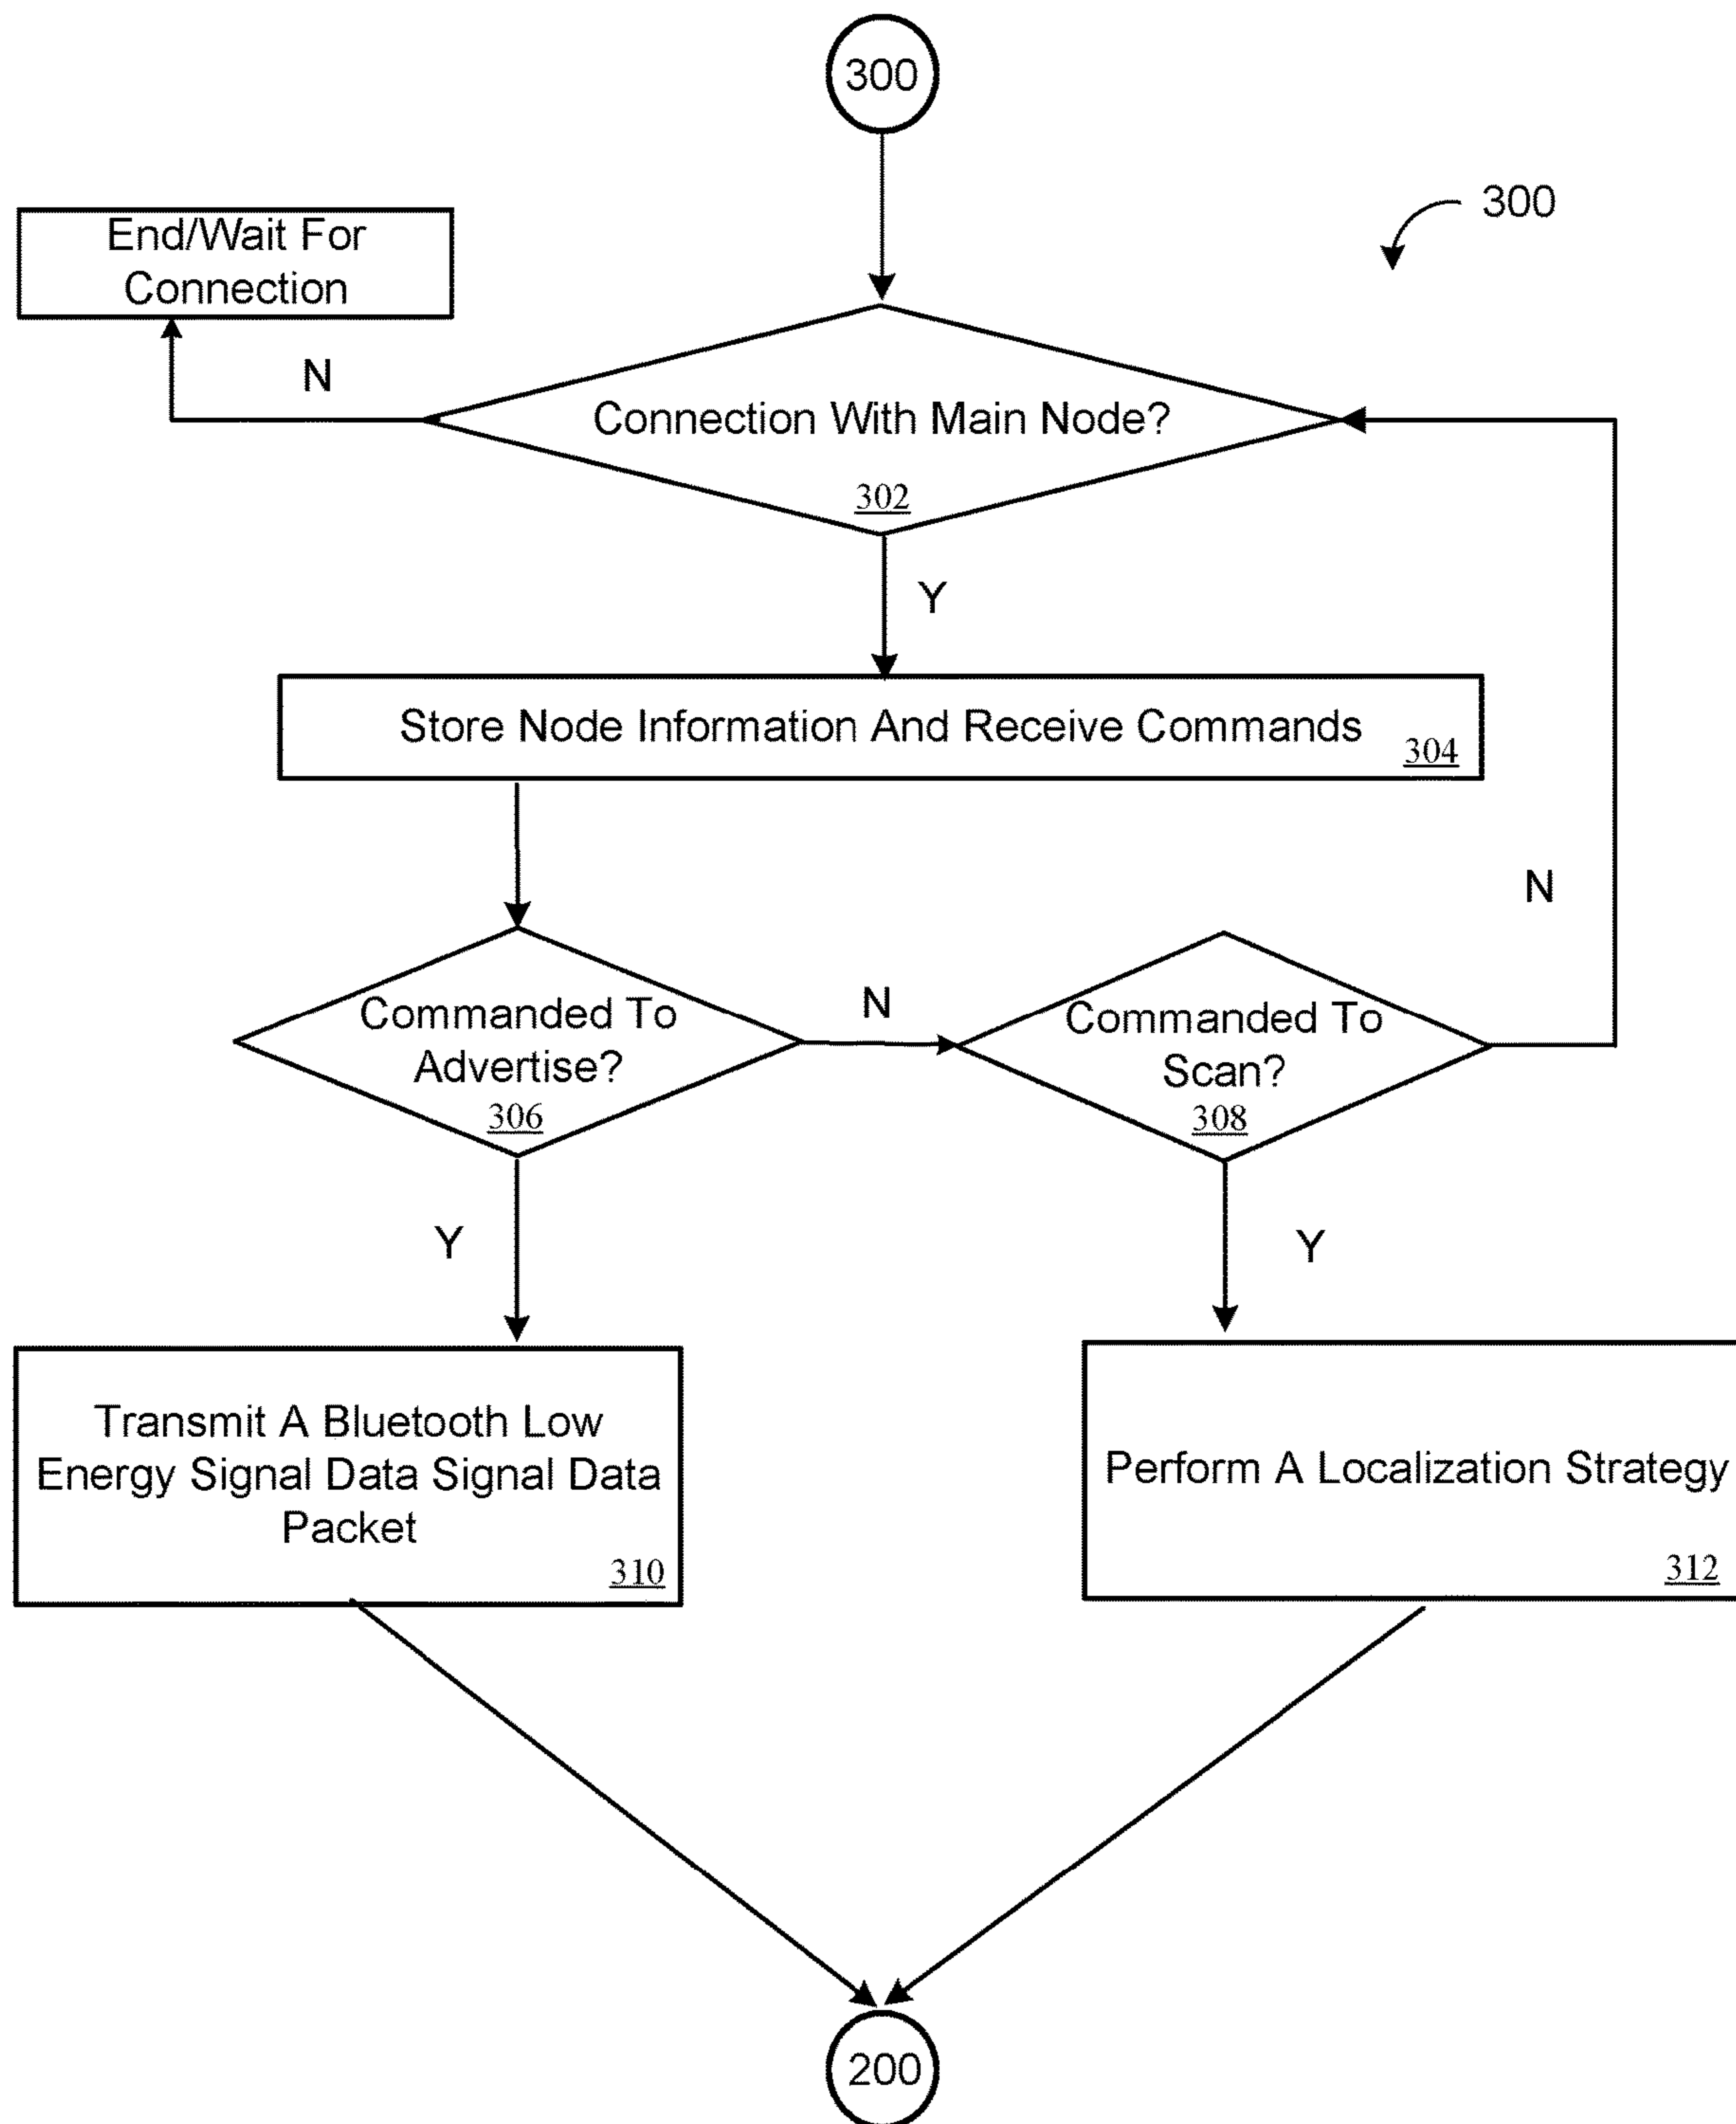 300
300
End/Wait For
Connection
N
Connection With Main Node?
302
Y
Store Node Information And Receive Commands
304
N
Commanded To
Advertise?
306
N
Commanded To
Scan?
308
Y
Y
Transmit A Bluetooth Low
Energy Signal Data Signal Data
Packet
310
Perform A Localization Strategy
312
200